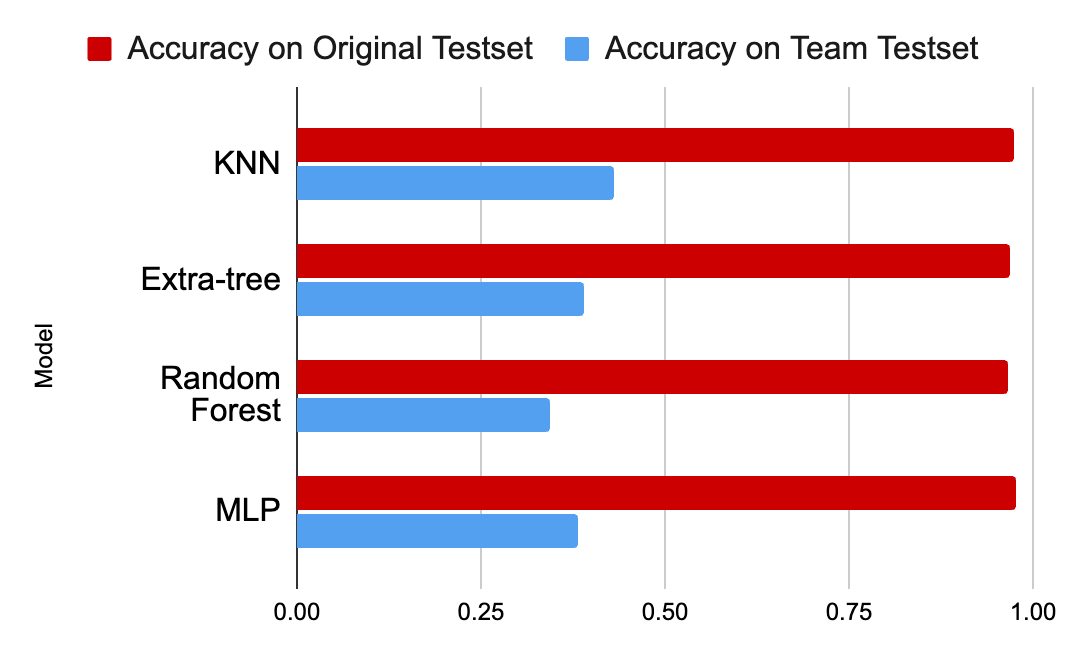 Accuracy on Original Testset Accuracy on Team Testset
KNN
Extra-tree
Random
Forest
MLP
Model
0.00 0.25 0.50 0.75 1.00